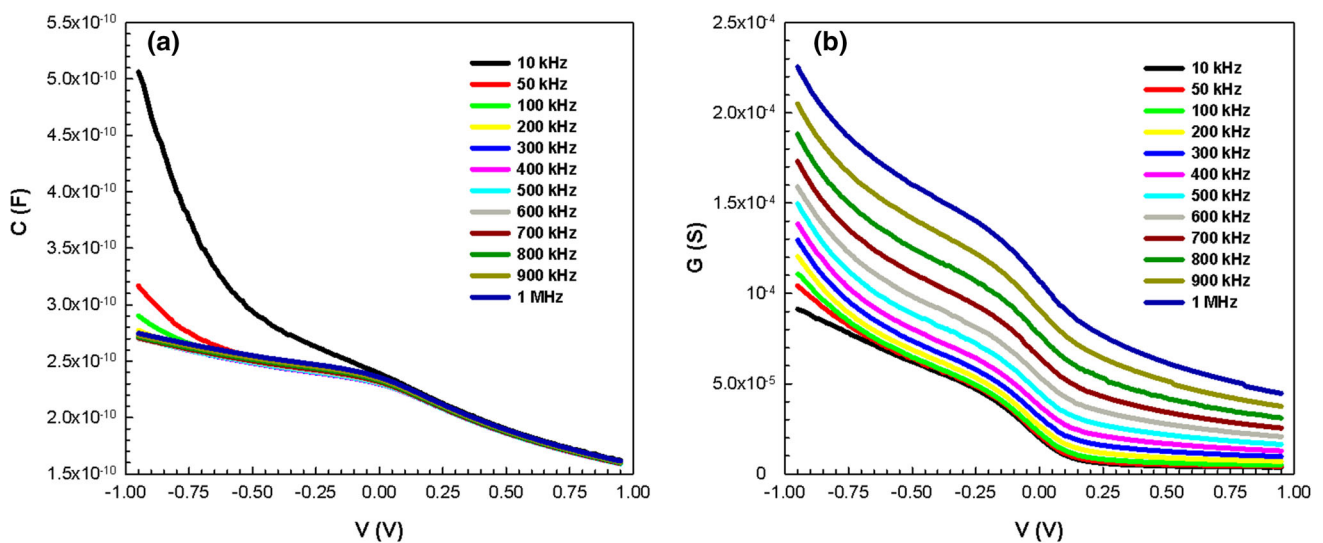 (a)
C (F)
5.5x10⁻¹⁰
5.0x10⁻¹⁰
4.5x10⁻¹⁰
4.0x10⁻¹⁰
3.5x10⁻¹⁰
3.0x10⁻¹⁰
2.5x10⁻¹⁰
2.0x10⁻¹⁰
1.5x10⁻¹⁰
10 kHz
50 kHz
100 kHz
200 kHz
300 kHz
400 kHz
500 kHz
600 kHz
700 kHz
800 kHz
900 kHz
1 MHz
-1.00 -0.75 -0.50 -0.25 0.00 0.25 0.50 0.75 1.00
V (V)
(b)
G (S)
2.5x10⁻⁴
2.0x10⁻⁴
1.5x10⁻⁴
10⁻⁴
5.0x10⁻⁵
0
10 kHz
50 kHz
100 kHz
200 kHz
300 kHz
400 kHz
500 kHz
600 kHz
700 kHz
800 kHz
900 kHz
1 MHz
-1.00 -0.75 -0.50 -0.25 0.00 0.25 0.50 0.75 1.00
V (V)